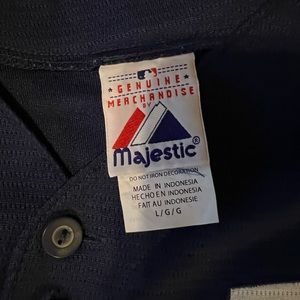 GENUINE
MERCHANDISE
BY
Majestic®
DO NOT IRON DECORATION
MADE IN INDONESIA
HECHO EN INDONESIA
FAIT AU INDONESIE
L/G/G